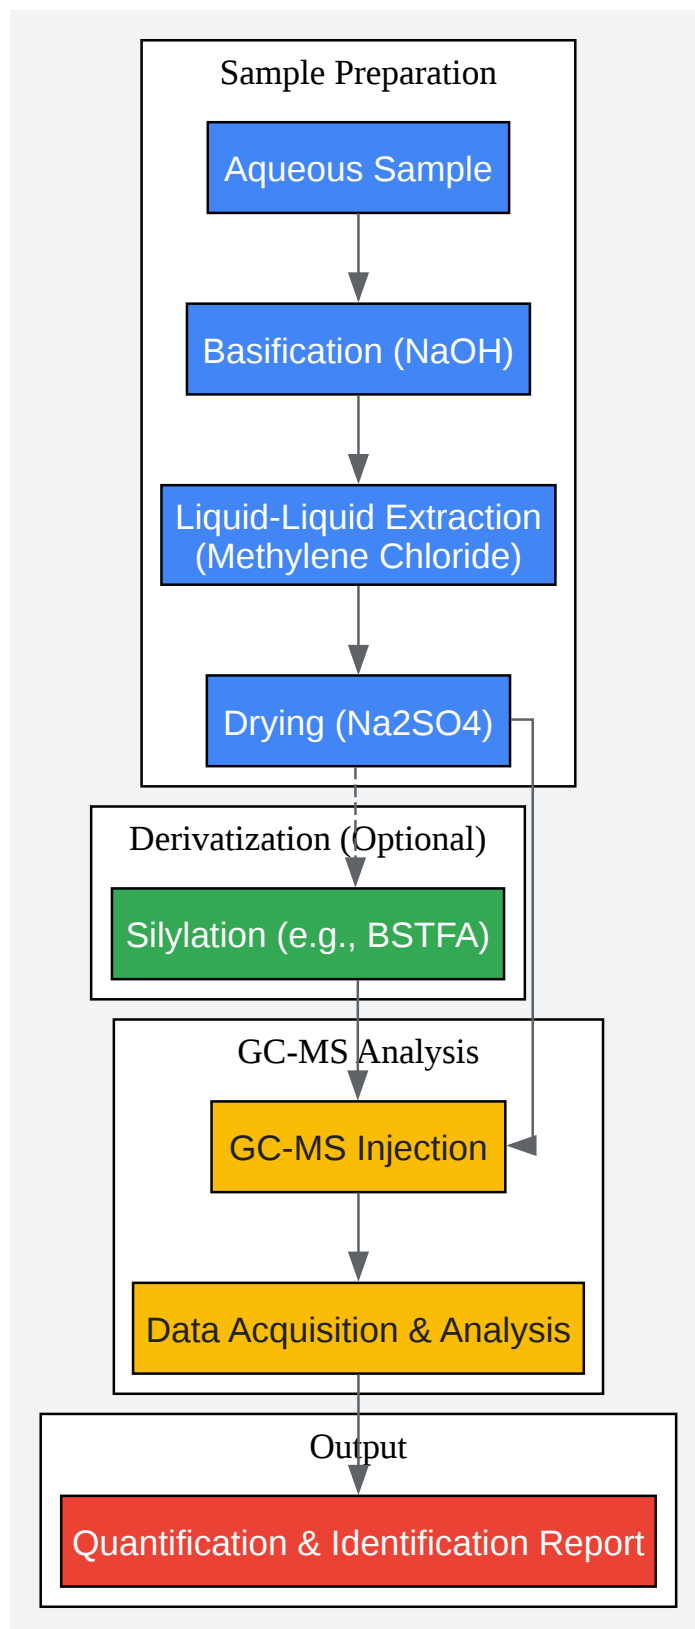 Sample Preparation
Aqueous Sample
Basification (NaOH)
Liquid-Liquid Extraction
(Methylene Chloride)
Drying (Na2SO4)
Derivatization (Optional)
Silylation (e.g., BSTFA)
GC-MS Analysis
GC-MS Injection
Data Acquisition & Analysis
Output
Quantification & Identification Report